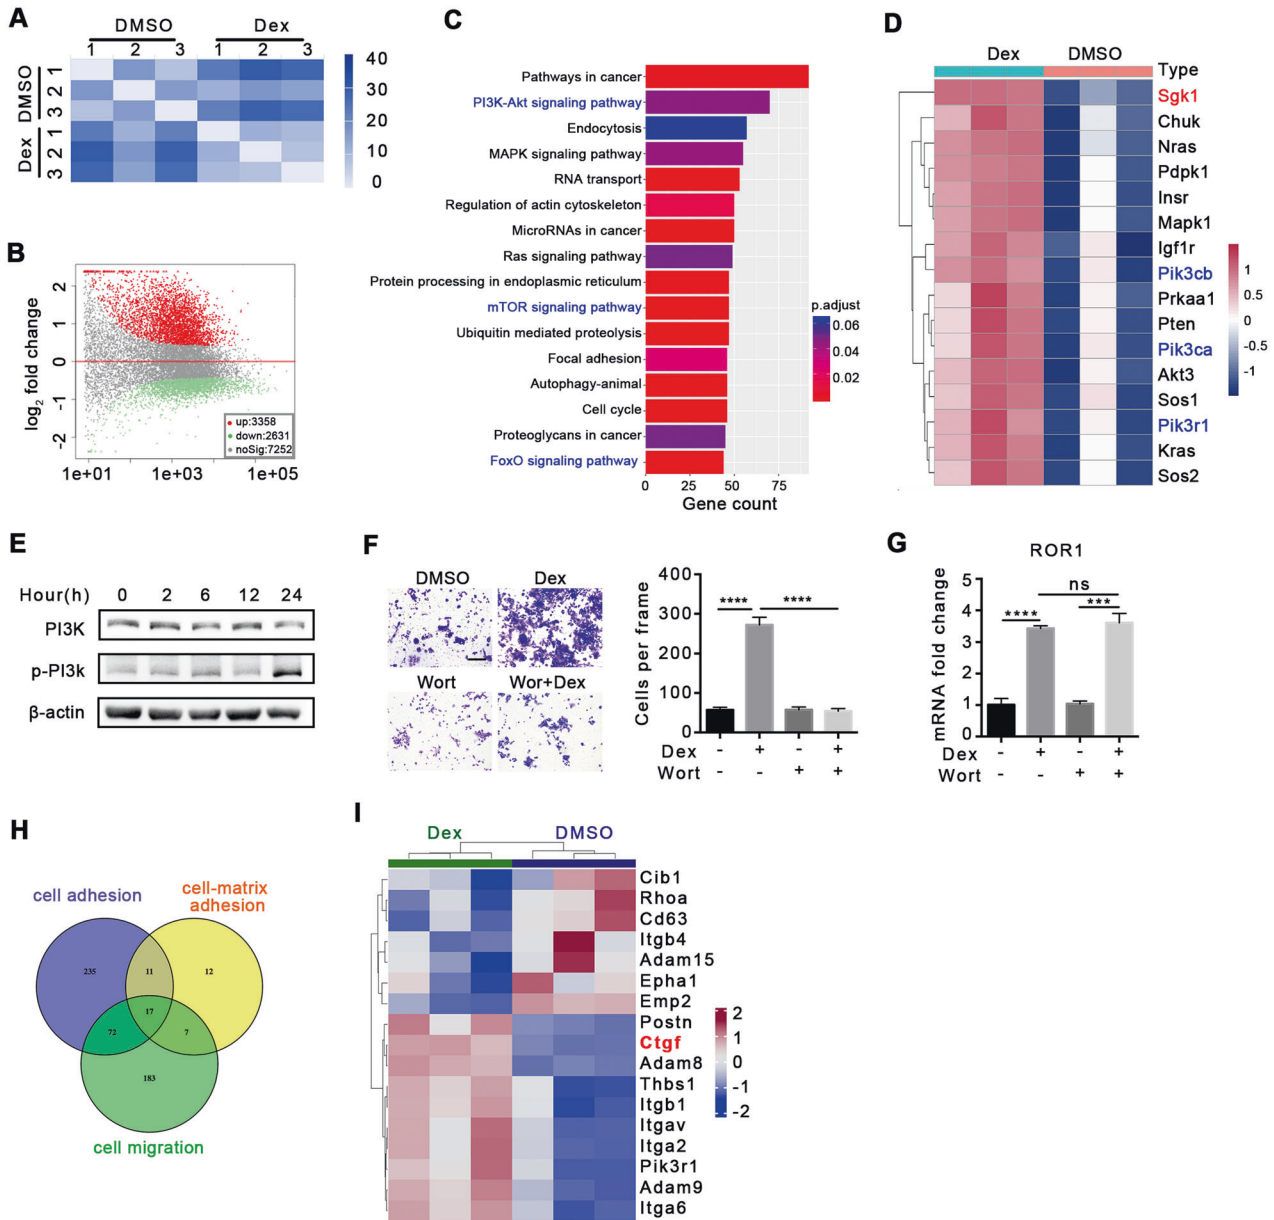 A
DMSO Dex
1 2 3 1 2 3
DMSO
1
2
3
Dex
1
2
3
40
30
20
10
0
B
log2 fold change
2
1
0
-1
-2
up:3358
down:2631
noSig:7252
1e+01 1e+03 1e+05
C
Pathways in cancer
PI3K-Akt signaling pathway
Endocytosis
MAPK signaling pathway
RNA transport
Regulation of actin cytoskeleton
MicroRNAs in cancer
Ras signaling pathway
Protein processing in endoplasmic reticulum
mTOR signaling pathway
Ubiquitin mediated proteolysis
Focal adhesion
Autophagy-animal
Cell cycle
Proteoglycans in cancer
FoxO signaling pathway
0 25 50 75
Gene count
p.adjust
0.06
0.04
0.02
D
Dex DMSO
Type
Sgk1
Chuk
Nras
Pdpk1
Insr
Mapk1
Igf1r
Pik3cb
Prkaa1
Pten
Pik3ca
Akt3
Sos1
Pik3r1
Kras
Sos2
1
0.5
0
-0.5
-1
E
Hour(h) 0 2 6 12 24
PI3K
p-PI3k
β-actin
F
DMSO Dex
Wort Wor+Dex
Cells per frame
400
300
200
100
0
**** ****
Dex - + - +
Wort - - + +
G
ROR1
mRNA fold change
5
4
3
2
1
0
ns
**** ***
Dex - + - +
Wort - - + +
H
cell adhesion
cell-matrix
adhesion
235 11 12
17
72 7
183
cell migration
I
Dex DMSO
Cib1
Rhoa
Cd63
Itgb4
Adam15
Epha1
Emp2
Postn
Ctgf
Adam8
Thbs1
Itgb1
Itgav
Itga2
Pik3r1
Adam9
Itga6
2
1
0
-1
-2